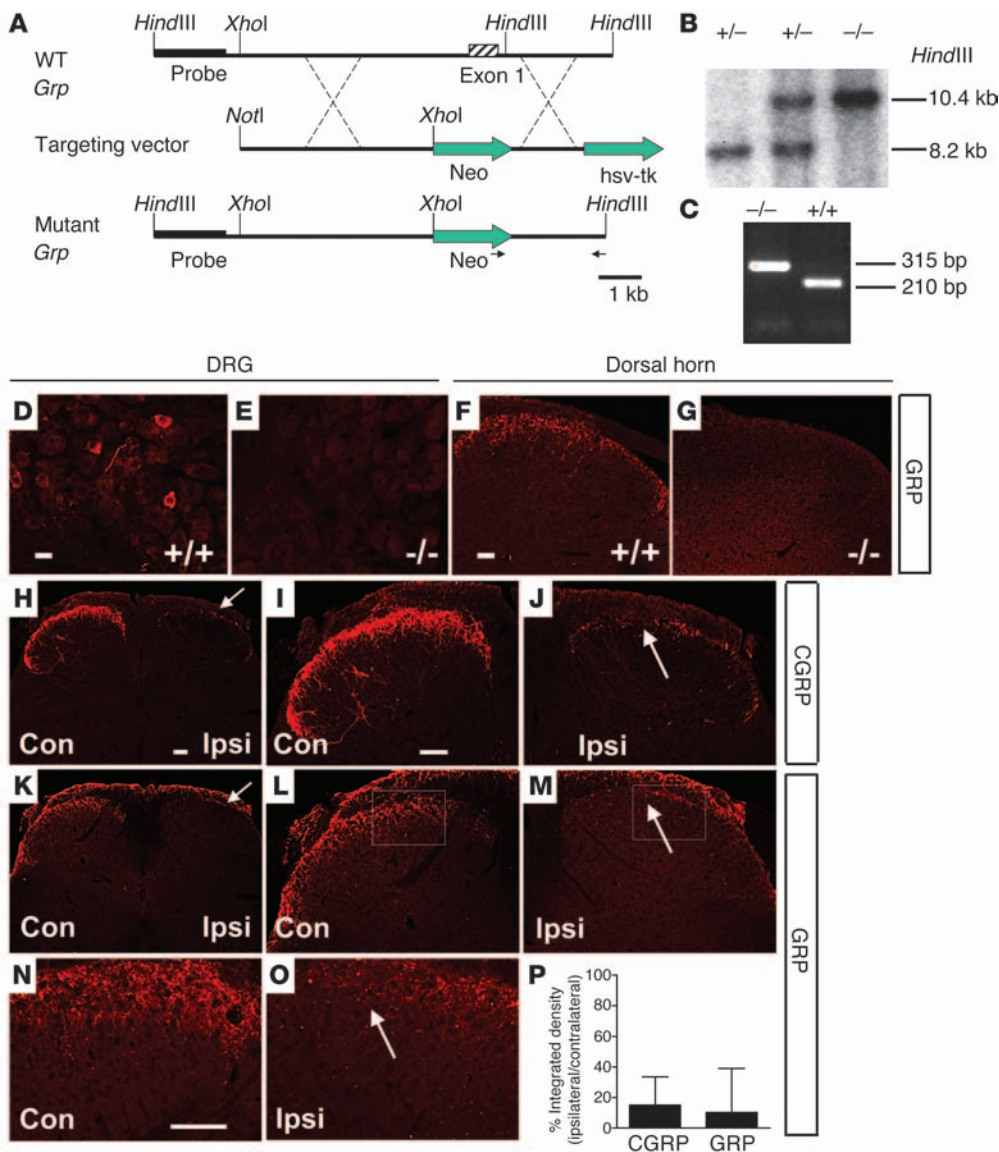 A
HindIII XhoI HindIII HindIII
WT
Grp
Probe Exon 1
NotI XhoI
Targeting vector
Neo hsv-tk
HindIII XhoI XhoI HindIII
Mutant
Grp
Probe Neo
1 kb
B
+/– +/– –/–
HindIII
10.4 kb
8.2 kb
C
–/– +/+
315 bp
210 bp
DRG Dorsal horn
D +/+
E -/-
F +/+
G -/-
GRP
H Con Ipsi
I Con
J Ipsi
CGRP
K Con Ipsi
L Con
M Ipsi
N Con
O Ipsi
GRP
P
% Integrated density
(ipsilateral/contralateral)
100
80
60
40
20
0
CGRP GRP